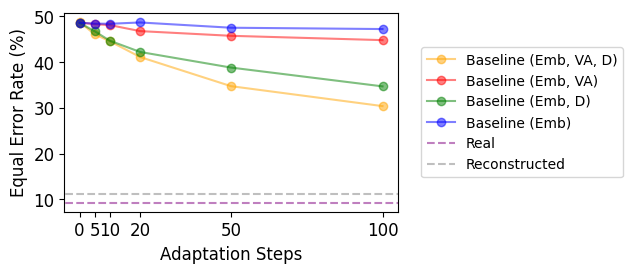 Equal Error Rate (%)
50
40
30
20
10
0 5 10 20 50 100
Adaptation Steps
Baseline (Emb, VA, D)
Baseline (Emb, VA)
Baseline (Emb, D)
Baseline (Emb)
Real
Reconstructed